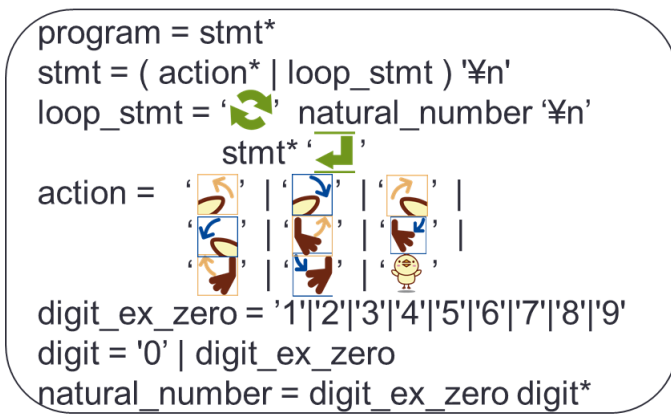 program = stmt*
stmt = ( action* | loop_stmt ) '¥n'
loop_stmt = ‘ ’ natural_number ‘¥n’
stmt* ‘ ’
action = ‘ ’ | ‘ ’ | ‘ ’ |
‘ ’ | ‘ ’ | ‘ ’ |
‘ ’ | ‘ ’ | ‘ ’
digit_ex_zero = ’1'|'2'|'3'|'4'|'5'|'6'|'7'|'8'|'9'
digit = '0’ | digit_ex_zero
natural_number = digit_ex_zero digit*